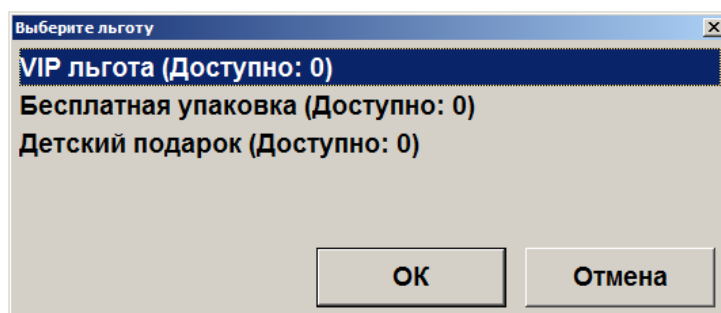 Выберите льготу
VIP льгота (Доступно: 0)
Бесплатная упаковка (Доступно: 0)
Детский подарок (Доступно: 0)
ОК
Отмена